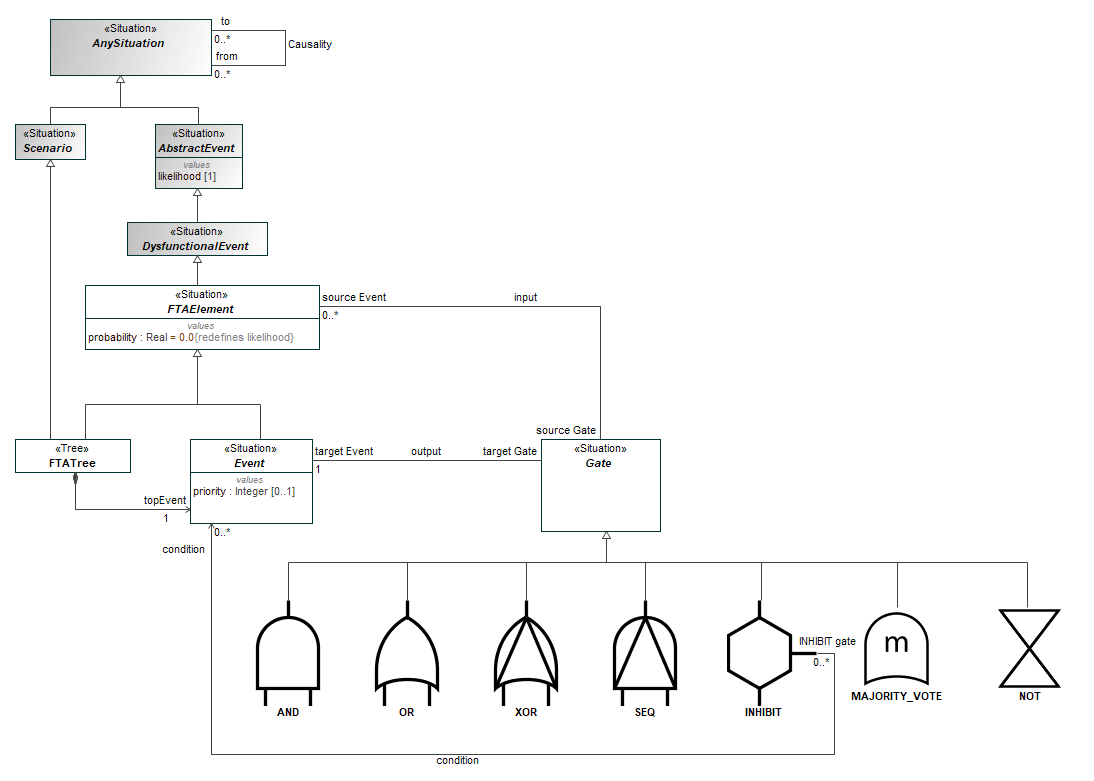 «Situation»
AnySituation
to
0..*
Causality
from
0..*
«Situation»
Scenario
«Situation»
AbstractEvent
values
likelihood [1]
«Situation»
DysfunctionalEvent
«Situation»
FTAElement
values
probability : Real = 0.0{redefines likelihood}
source Event
input
0..*
source Gate
«Tree»
FTATree
«Situation»
Event
values
priority : Integer [0..1]
target Event
output
target Gate
1
«Situation»
Gate
topEvent
1
0..*
condition
INHIBIT gate
0..*
m
AND
OR
XOR
SEQ
INHIBIT
MAJORITY_VOTE
NOT
condition